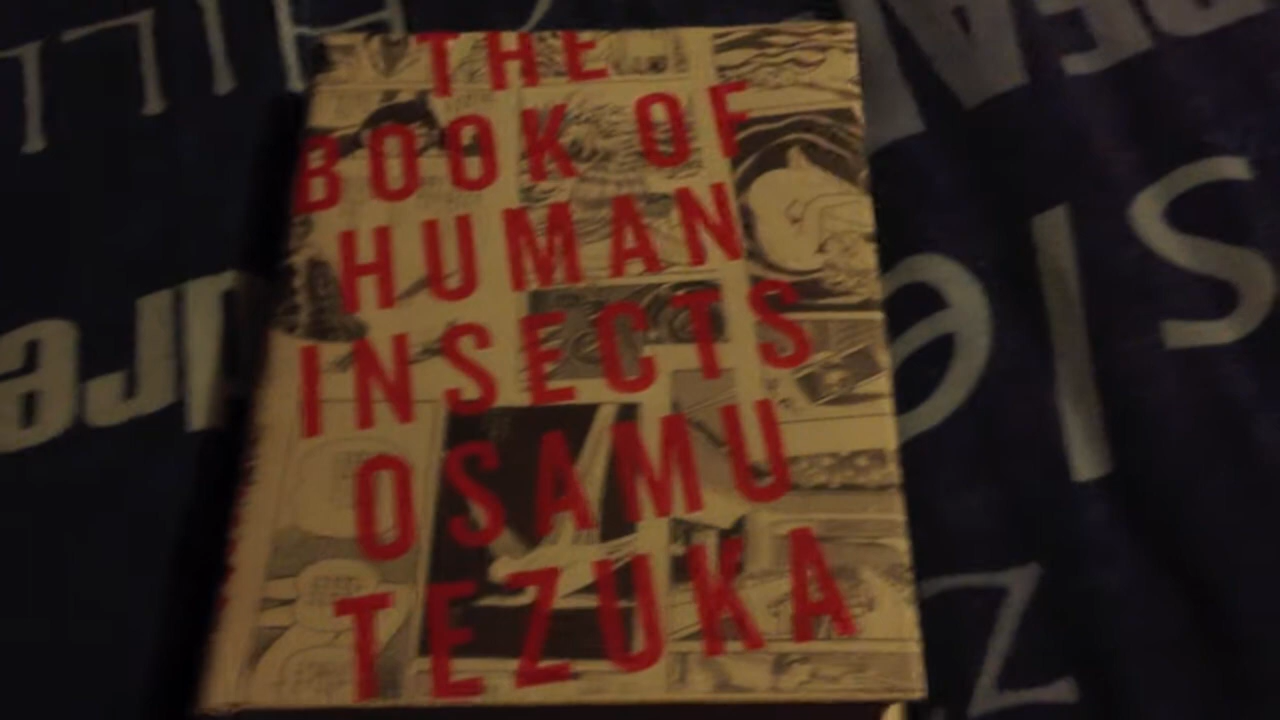 THE
BOOK OF
HUMAN
INSECTS
OSAMU
TEZUKA